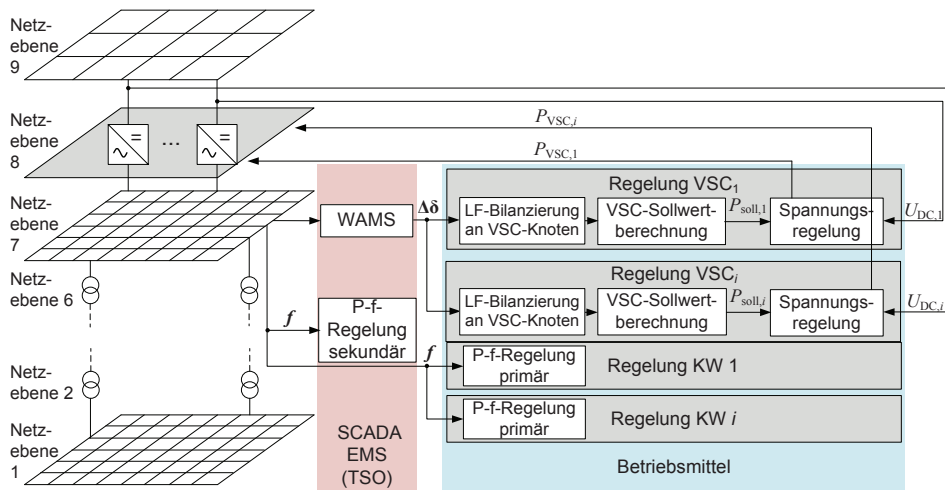 Netz-
ebene
9
Netz-
ebene
8
=
~
...
=
~
Netz-
ebene
7
Netz-
ebene 6
Netz-
ebene 2
Netz-
ebene
1
P_VSC,i
P_VSC,1
WAMS
Δδ
f
P-f-
Regelung
sekundär
f
SCADA
EMS
(TSO)
Regelung VSC₁
LF-Bilanzierung
an VSC-Knoten
VSC-Sollwert-
berechnung
P_soll,1
Spannungs-
regelung
U_DC,1
Regelung VSCᵢ
LF-Bilanzierung
an VSC-Knoten
VSC-Sollwert-
berechnung
P_soll,i
Spannungs-
regelung
U_DC,i
P-f-Regelung
primär
Regelung KW 1
P-f-Regelung
primär
Regelung KW i
Betriebsmittel